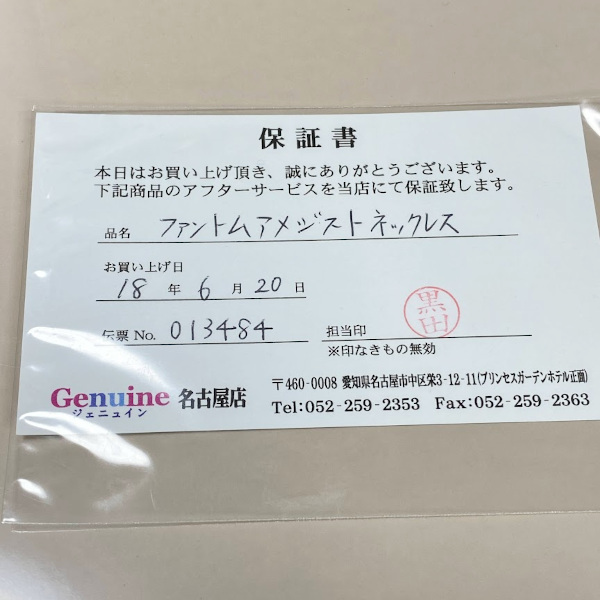 保証書
本日はお買い上げ頂き、誠にありがとうございます。
下記商品のアフターサービスを当店にて保証致します。
品名 ファントムアメジストネックレス
お買い上げ日
18年6月20日
伝票No. 013484 担当印 黒田
※印なきもの無効
Genuine 名古屋店
ジェニュイン
〒460-0008 愛知県名古屋市中区栄3-12-11(プリンセスガーデンホテル正面)
Tel:052-259-2353 Fax:052-259-2363